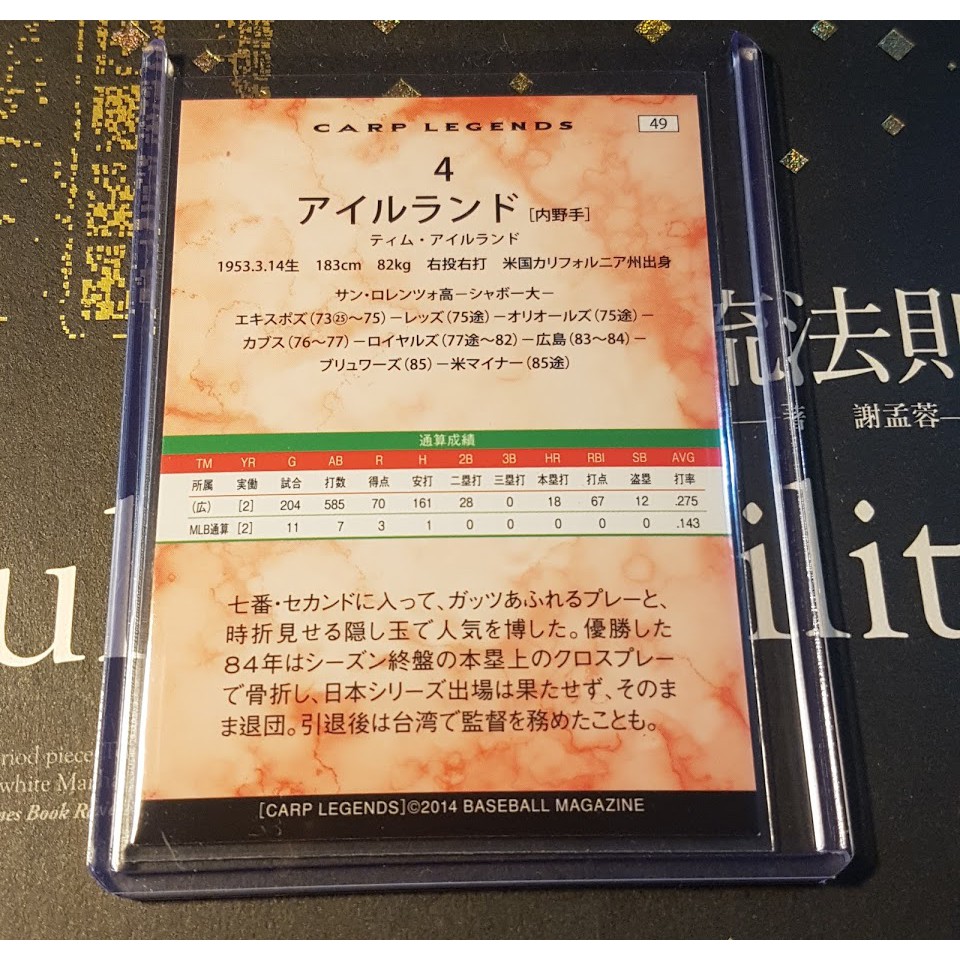 CARP LEGENDS
49
4
アイルランド [内野手]
ティム・アイルランド
1953.3.14生 183cm 82kg 右投右打 米国カリフォルニア州出身
サン・ロレンツォ高－シャボー大－
エキスポズ(73㉕～75)－レッズ(75途)－オリオールズ(75途)－
カブス(76～77)－ロイヤルズ(77途～82)－広島(83～84)－
ブリュワーズ(85)－米マイナー(85途)
通算成績
TM YR G AB R H 2B 3B HR RBI SB AVG
所属 実働 試合 打数 得点 安打 二塁打 三塁打 本塁打 打点 盗塁 打率
(広) [2] 204 585 70 161 28 0 18 67 12 .275
MLB通算 [2] 11 7 3 1 0 0 0 0 0 .143
七番・セカンドに入って、ガッツあふれるプレーと、
時折見せる隠し玉で人気を博した。優勝した
84年はシーズン終盤の本塁上のクロスプレー
で骨折し、日本シリーズ出場は果たせず、そのま
ま退団。引退後は台湾で監督を務めたことも。
[CARP LEGENDS]©2014 BASEBALL MAGAZINE
法則
著 謝孟蓉
ilit
riod piece
white Mar
nes Book Rev